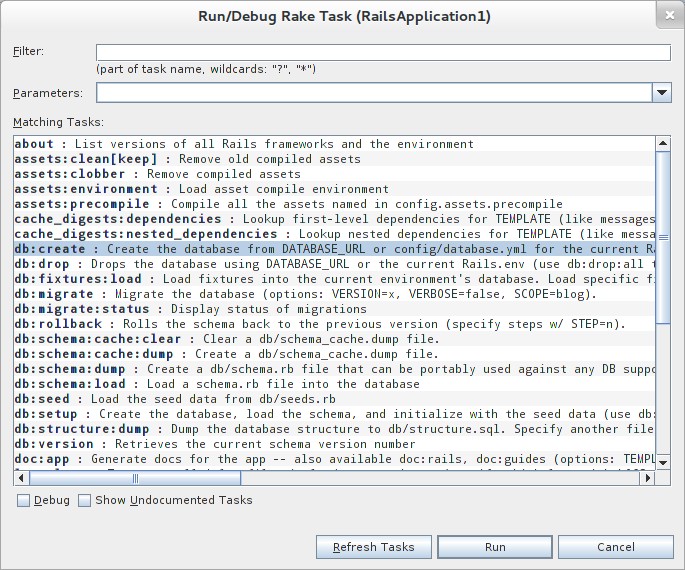 Run/Debug Rake Task (RailsApplication1)
Filter:
(part of task name, wildcards: "?", "*")
Parameters:
Matching Tasks:
about : List versions of all Rails frameworks and the environment
assets:clean[keep] : Remove old compiled assets
assets:clobber : Remove compiled assets
assets:environment : Load asset compile environment
assets:precompile : Compile all the assets named in config.assets.precompile
cache_digests:dependencies : Lookup first-level dependencies for TEMPLATE (like messages
cache_digests:nested_dependencies : Lookup nested dependencies for TEMPLATE (like messa
db:create : Create the database from DATABASE_URL or config/database.yml for the current Ra
db:drop : Drops the database using DATABASE_URL or the current Rails.env (use db:drop:all t
db:fixtures:load : Load fixtures into the current environment's database. Load specific fi
db:migrate : Migrate the database (options: VERSION=x, VERBOSE=false, SCOPE=blog).
db:migrate:status : Display status of migrations
db:rollback : Rolls the schema back to the previous version (specify steps w/ STEP=n).
db:schema:cache:clear : Clear a db/schema_cache.dump file.
db:schema:cache:dump : Create a db/schema_cache.dump file.
db:schema:dump : Create a db/schema.rb file that can be portably used against any DB suppo
db:schema:load : Load a schema.rb file into the database
db:seed : Load the seed data from db/seeds.rb
db:setup : Create the database, load the schema, and initialize with the seed data (use db:
db:structure:dump : Dump the database structure to db/structure.sql. Specify another file
db:version : Retrieves the current schema version number
doc:app : Generate docs for the app -- also available doc:rails, doc:guides (options: TEMPL
Debug
Show Undocumented Tasks
Refresh Tasks
Run
Cancel